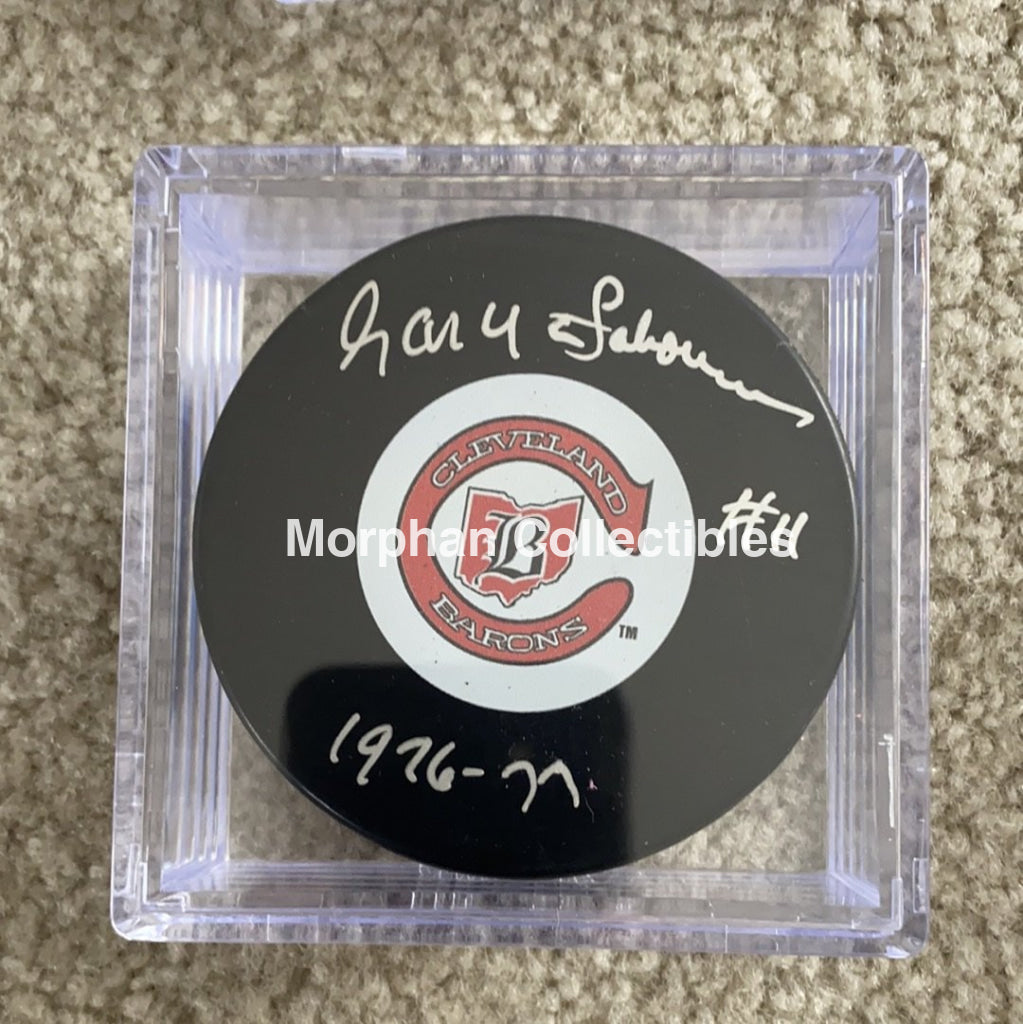 Gary Sabourin
CLEVELAND
#11
Morphan Collectibles
B
BARONS
TM
1976-77